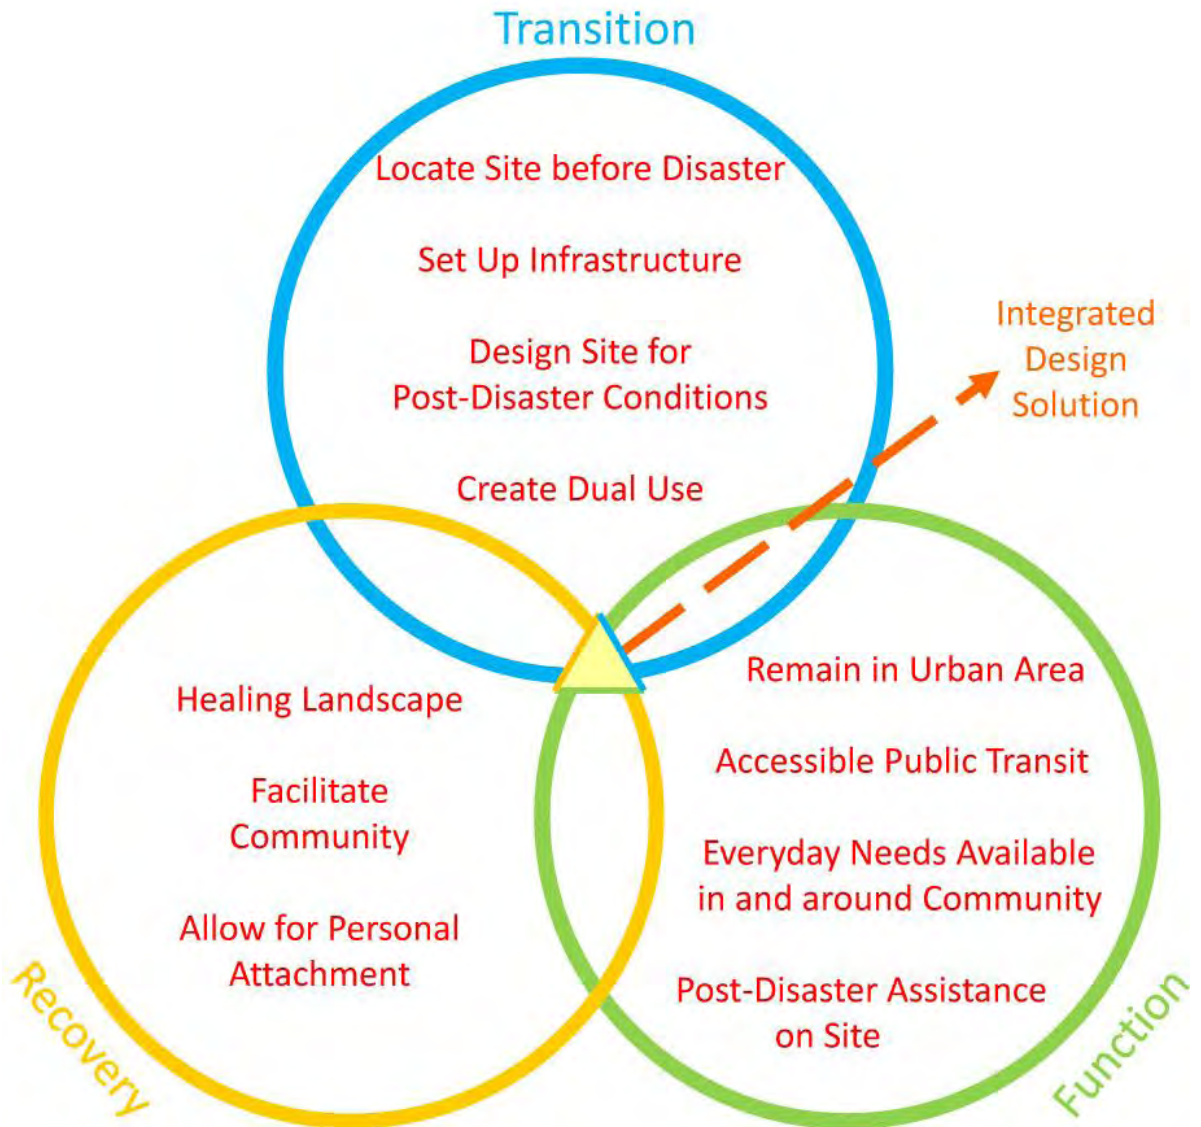 Transition
Locate Site before Disaster
Set Up Infrastructure
Design Site for
Post-Disaster Conditions
Create Dual Use
Integrated
Design
Solution
Healing Landscape
Facilitate
Community
Allow for Personal
Attachment
Recovery
Remain in Urban Area
Accessible Public Transit
Everyday Needs Available
in and around Community
Post-Disaster Assistance
on Site
Function